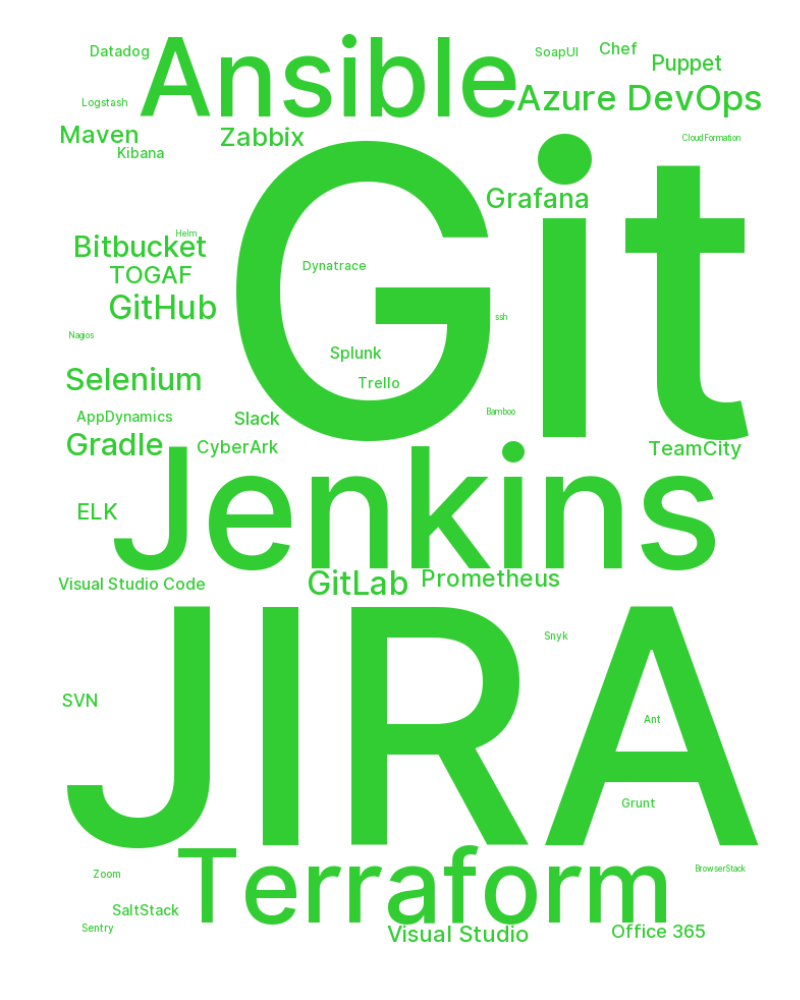 Datadog
Ansible
SoapUI
Chef
Puppet
Logstash
Azure DevOps
Maven
Zabbix
Kibana
CloudFormation
Git
Grafana
Helm
Bitbucket
TOGAF
Dynatrace
GitHub
ssh
Nagios
Splunk
Selenium
Trello
AppDynamics
Slack
Bamboo
Gradle
CyberArk
TeamCity
Jenkins
ELK
Visual Studio Code
GitLab
Prometheus
JIRA
Snyk
SVN
Ant
Grunt
Terraform
Zoom
BrowserStack
SaltStack
Sentry
Visual Studio
Office 365